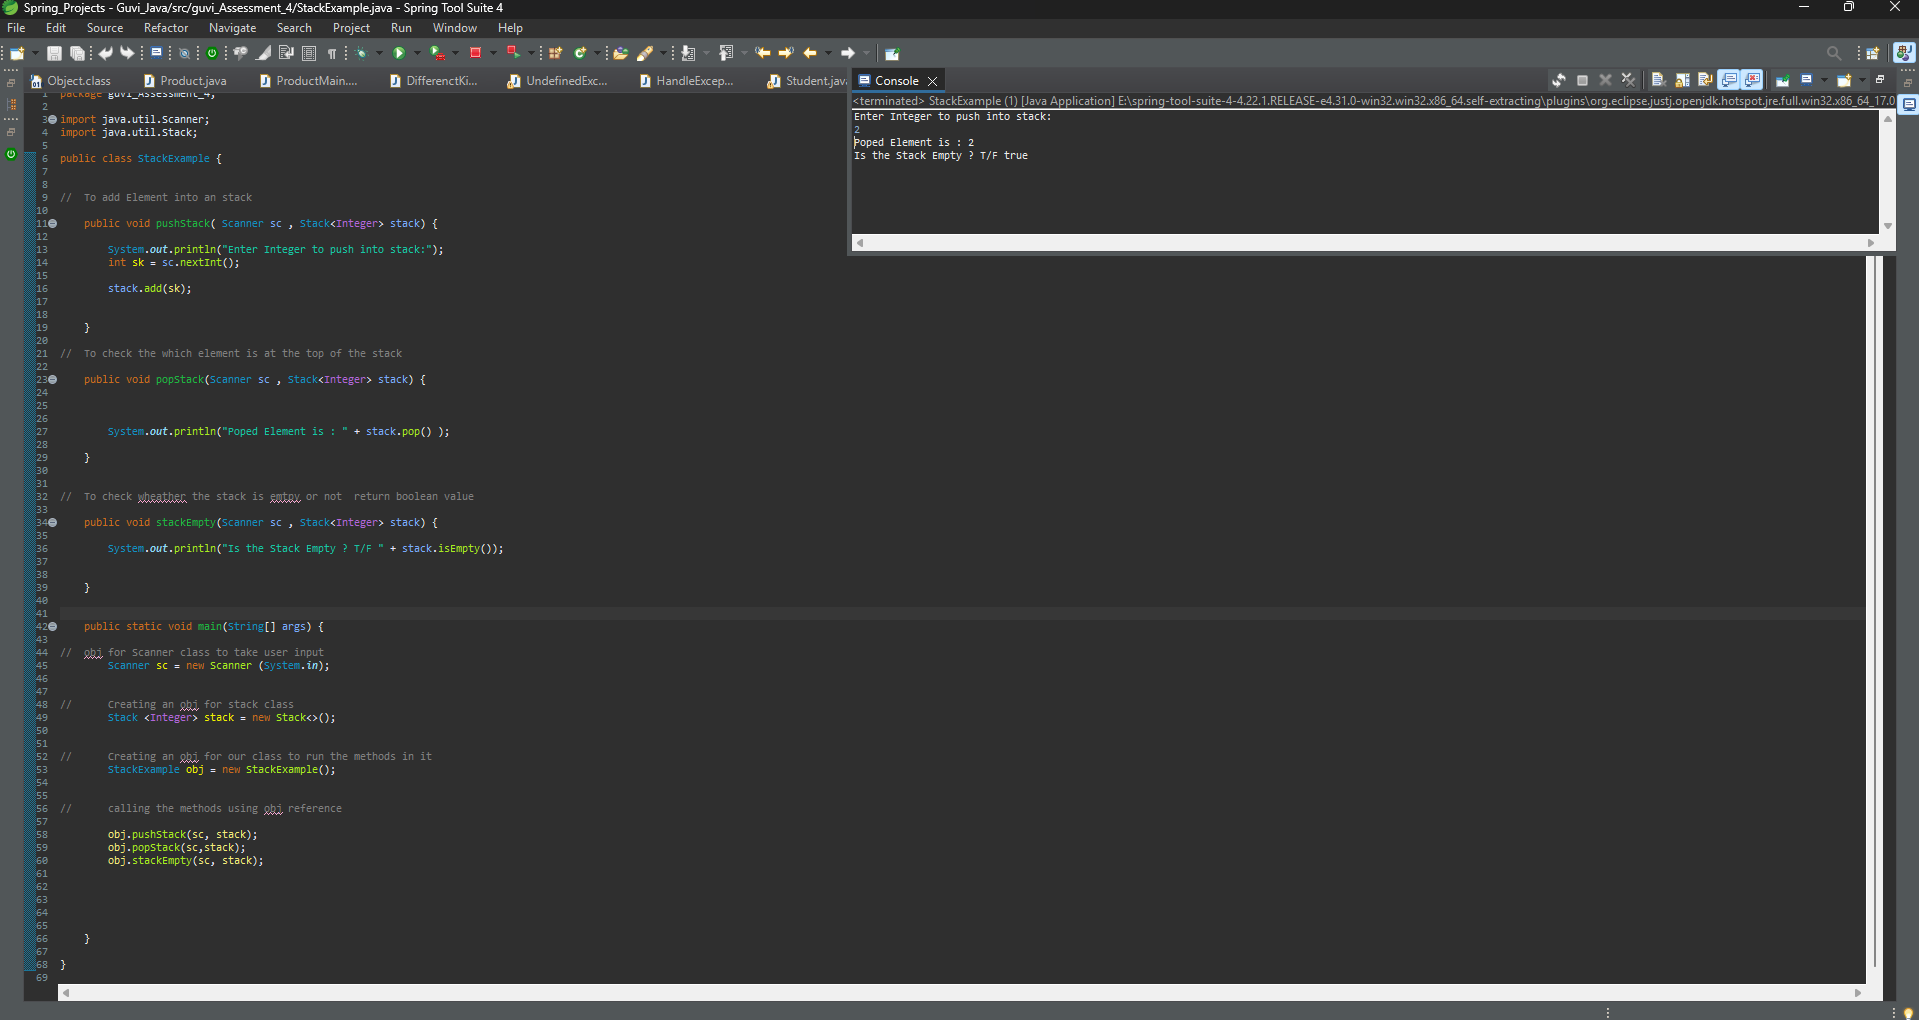 Spring_Projects - Guvi_Java/src/guvi_Assessment_4/StackExample.java - Spring Tool Suite 4
File Edit Source Refactor Navigate Search Project Run Window Help
Object.class Product.java ProductMain.... DifferenctKi... UndefinedExc... HandleExcep... Student.jav
Console
<terminated> StackExample (1) [Java Application] E:\spring-tool-suite-4-4.22.1.RELEASE-e4.31.0-win32.win32.x86_64.self-extracting\plugins\org.eclipse.justj.openjdk.hotspot.jre.full.win32.x86_64_17.0
Enter Integer to push into stack:
2
Poped Element is : 2
Is the Stack Empty ? T/F true
1 package guvi_Assessment_4;
2
3 import java.util.Scanner;
4 import java.util.Stack;
5
6 public class StackExample {
7
8
9 // To add Element into an stack
10
11 public void pushStack( Scanner sc , Stack<Integer> stack) {
12
13 System.out.println("Enter Integer to push into stack:");
14 int sk = sc.nextInt();
15
16 stack.add(sk);
17
18
19 }
20
21 // To check the which element is at the top of the stack
22
23 public void popStack(Scanner sc , Stack<Integer> stack) {
24
25
26
27 System.out.println("Poped Element is : " + stack.pop() );
28
29 }
30
31
32 // To check wheather the stack is emtpy or not  return boolean value
33
34 public void stackEmpty(Scanner sc , Stack<Integer> stack) {
35
36 System.out.println("Is the Stack Empty ? T/F " + stack.isEmpty());
37
38
39 }
40
41
42 public static void main(String[] args) {
43
44 // obj for Scanner class to take user input
45 Scanner sc = new Scanner (System.in);
46
47
48 // Creating an obj for stack class
49 Stack <Integer> stack = new Stack<>();
50
51
52 // Creating an obj for our class to run the methods in it
53 StackExample obj = new StackExample();
54
55
56 // calling the methods using obj reference
57
58 obj.pushStack(sc, stack);
59 obj.popStack(sc,stack);
60 obj.stackEmpty(sc, stack);
61
62
63
64
65
66 }
67
68 }
69